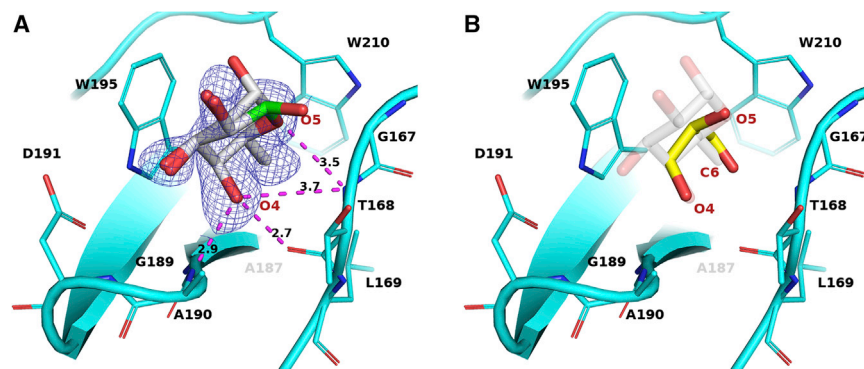 A
W210
W195
O5
G167
3.5
D191
3.7
T168
O4
2.7
2.9
G189
A187
L169
A190
B
W210
W195
O5
G167
D191
C6
T168
O4
G189
A187
L169
A190